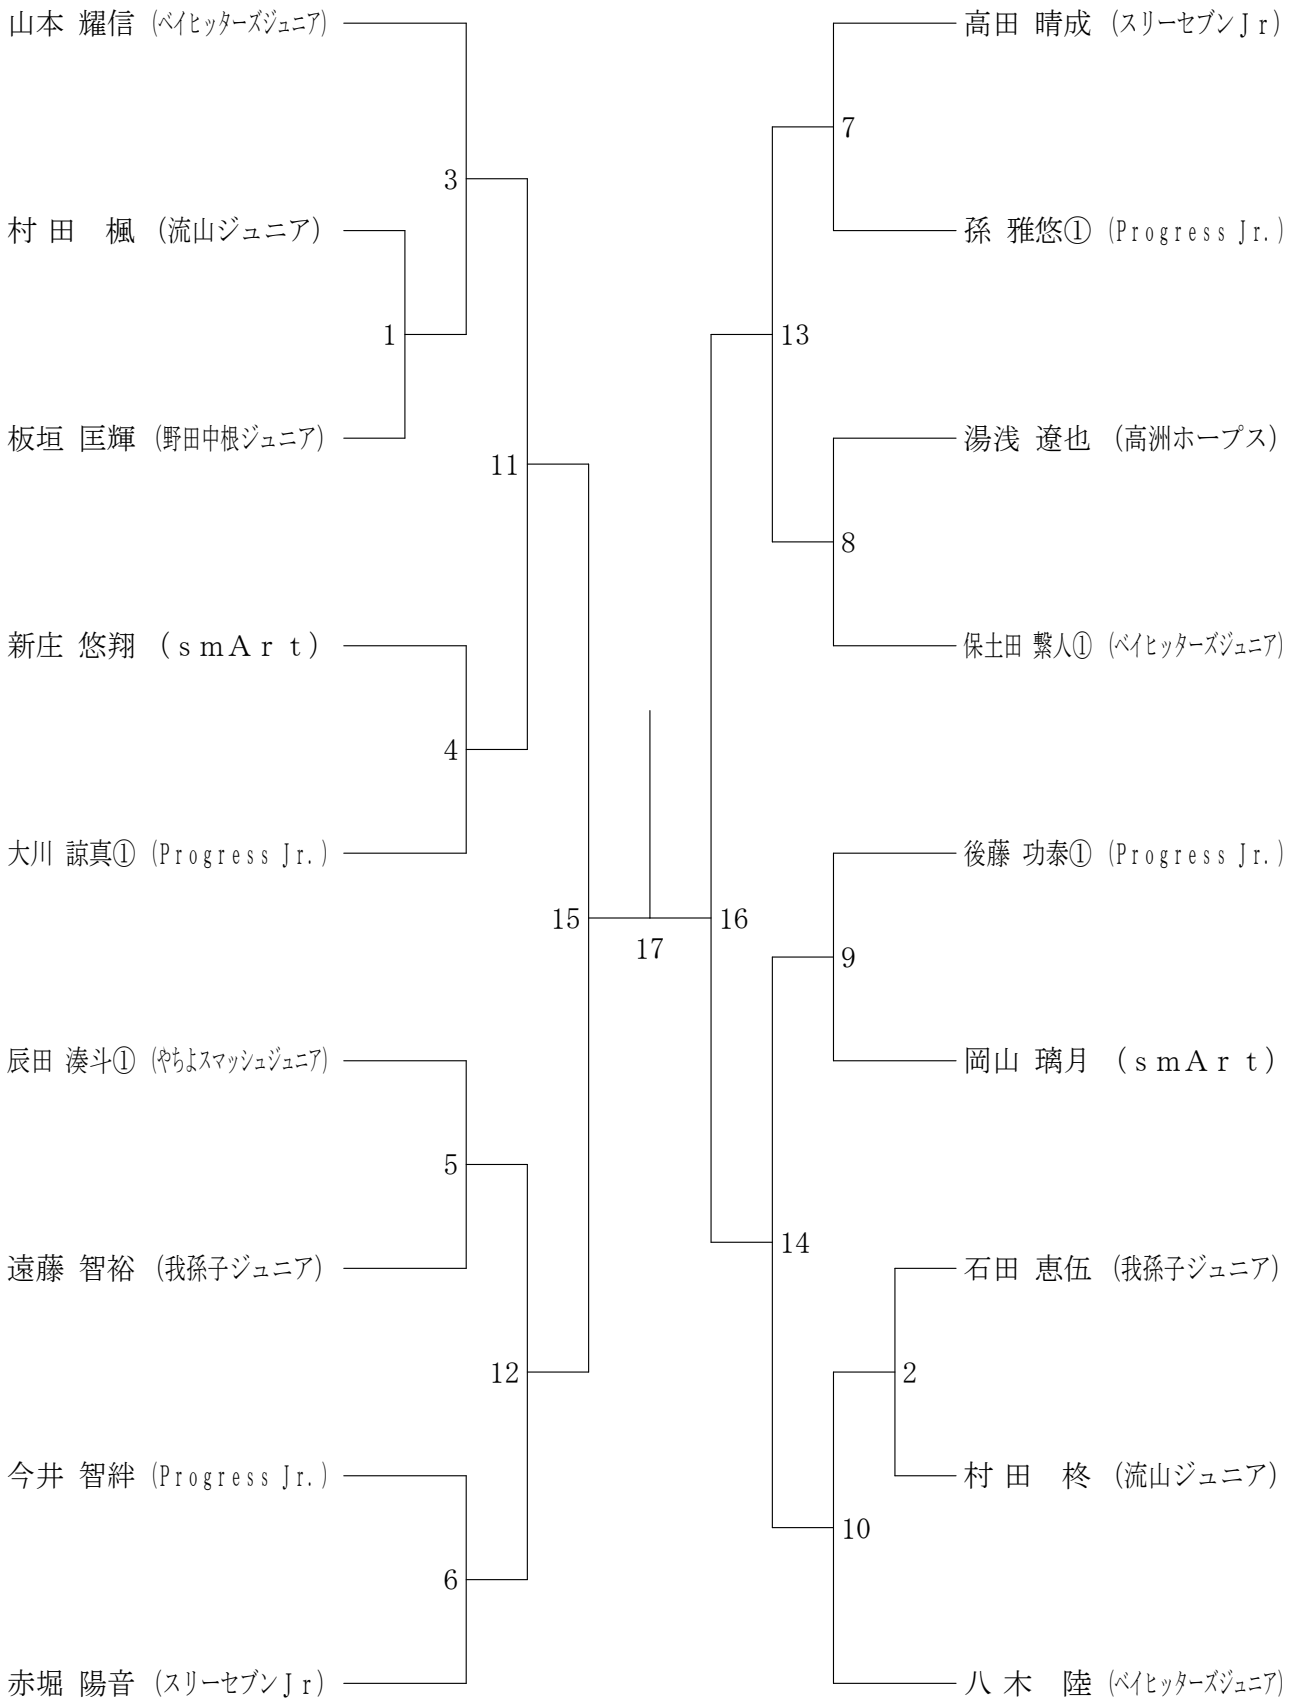 山本 耀信 (ベイヒッターズジュニア)
3
村田 楓 (流山ジュニア)
1
板垣 匡輝 (野田中根ジュニア)
11
新庄 悠翔 (smArt)
4
大川 諒真① (Progress Jr.)
15
辰田 湊斗① (やちよスマッシュジュニア)
5
遠藤 智裕 (我孫子ジュニア)
12
今井 智絆 (Progress Jr.)
6
赤堀 陽音 (スリーセブンJr)
17
高田 晴成 (スリーセブンJr)
7
孫 雅悠① (Progress Jr.)
13
湯浅 遼也 (高洲ホープス)
8
保土田 繋人① (ベイヒッターズジュニア)
16
後藤 功泰① (Progress Jr.)
9
岡山 璃月 (smArt)
14
石田 恵伍 (我孫子ジュニア)
2
村田 柊 (流山ジュニア)
10
八木 陸 (ベイヒッターズジュニア)